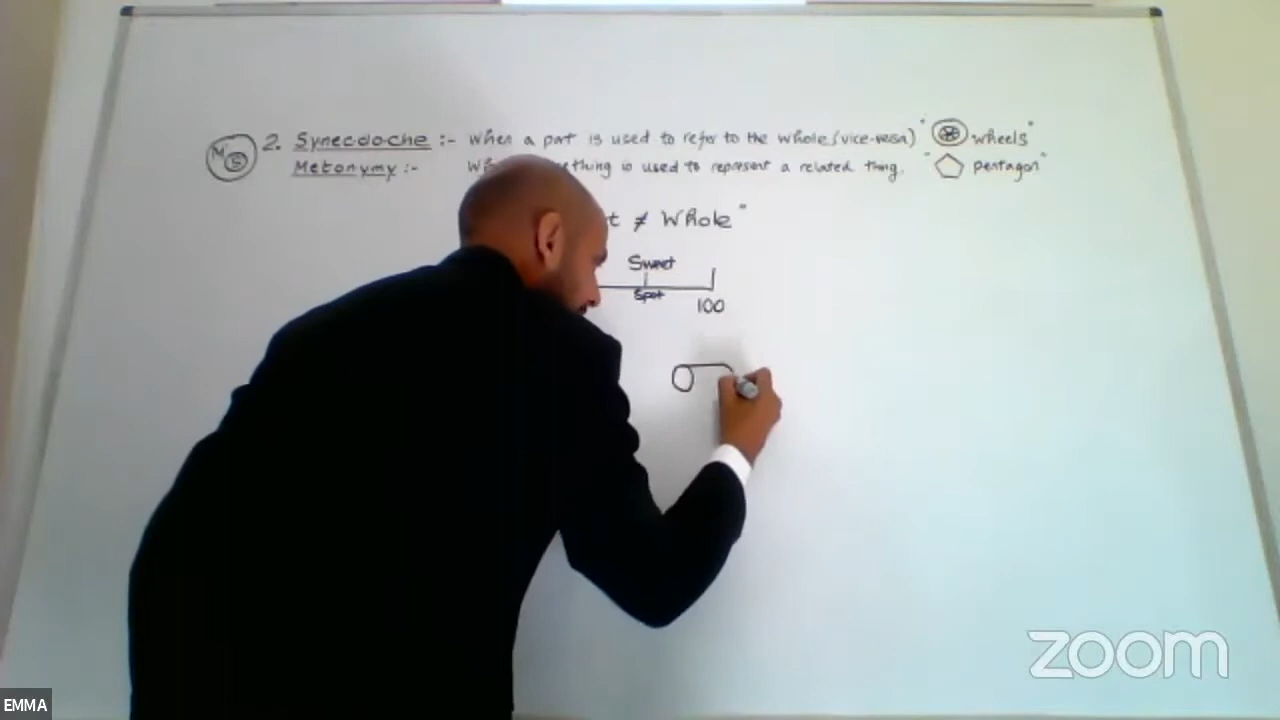 M S 2. Synecdoche :- When a part is used to refer to the whole (vice-versa) " wheels"
Metonymy :- thing is used to represent a related thing. " pentagon"
≠ Whole"
Sweet
Spot
100
zoom
EMMA